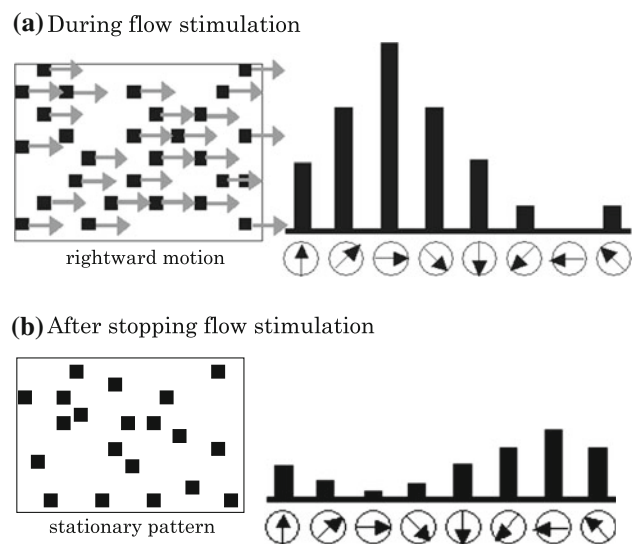 (a) During flow stimulation
rightward motion
(b) After stopping flow stimulation
stationary pattern